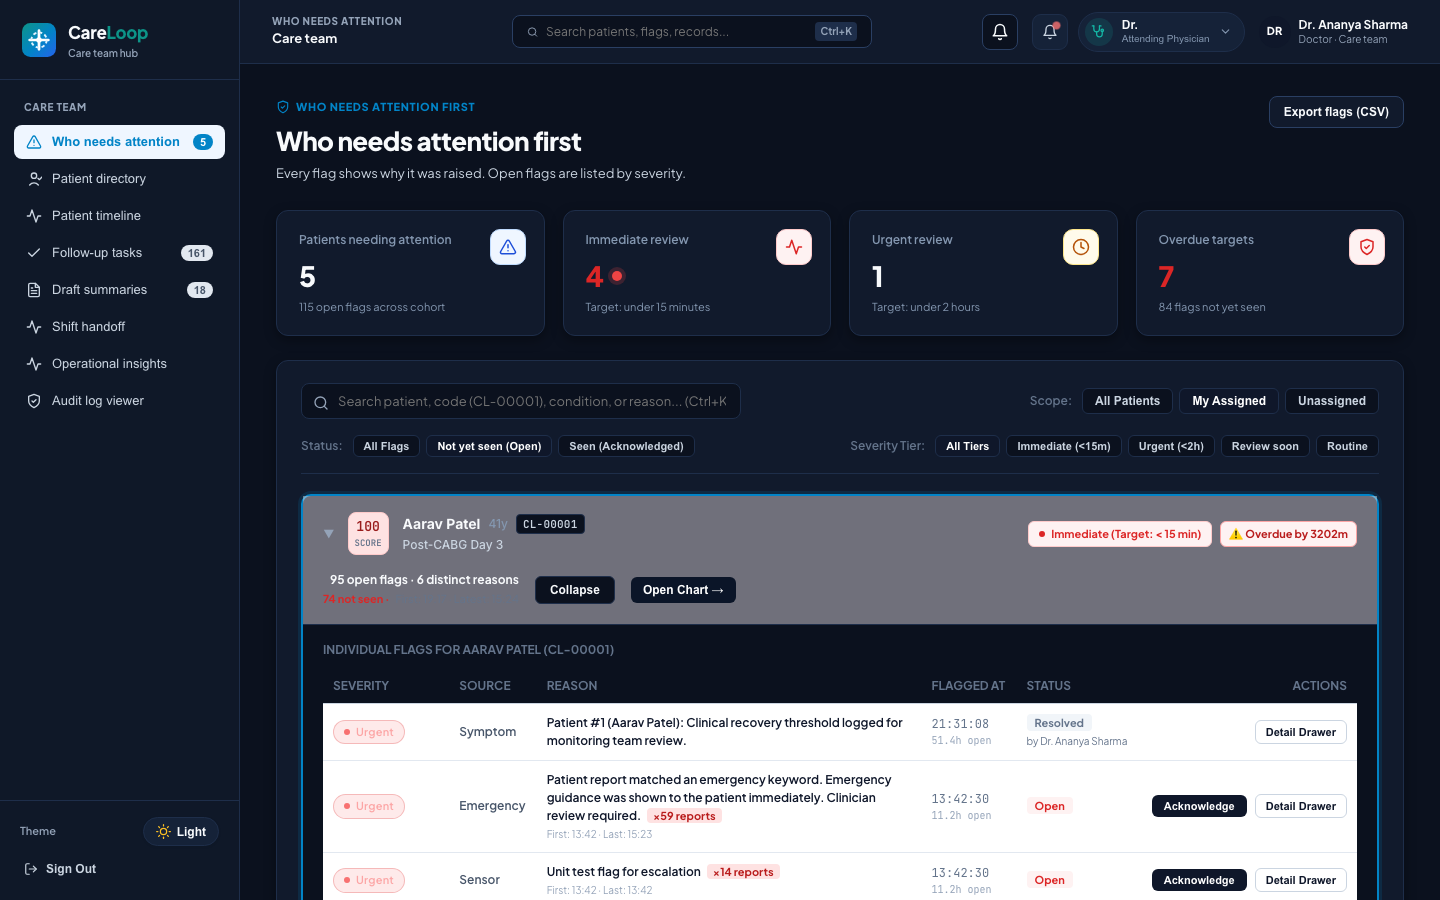 CareLoop
Care team hub
CARE TEAM
Who needs attention 5
Patient directory
Patient timeline
Follow-up tasks 161
Draft summaries 18
Shift handoff
Operational insights
Audit log viewer
Theme
Light
Sign Out
WHO NEEDS ATTENTION
Care team
Search patients, flags, records... Ctrl+K
Dr.
Attending Physician
DR
Dr. Ananya Sharma
Doctor · Care team
WHO NEEDS ATTENTION FIRST
Who needs attention first
Every flag shows why it was raised. Open flags are listed by severity.
Export flags (CSV)
Patients needing attention
5
115 open flags across cohort
Immediate review
4
Target: under 15 minutes
Urgent review
1
Target: under 2 hours
Overdue targets
7
84 flags not yet seen
Search patient, code (CL-00001), condition, or reason... (Ctrl+K
Scope: All Patients My Assigned Unassigned
Status: All Flags Not yet seen (Open) Seen (Acknowledged)
Severity Tier: All Tiers Immediate (<15m) Urgent (<2h) Review soon Routine
100
SCORE
Aarav Patel 41y CL-00001
Post-CABG Day 3
Immediate (Target: < 15 min)
Overdue by 3202m
95 open flags · 6 distinct reasons
74 not seen ·
Collapse
Open Chart →
INDIVIDUAL FLAGS FOR AARAV PATEL (CL-00001)
SEVERITY SOURCE REASON FLAGGED AT STATUS ACTIONS
Urgent Symptom
Patient #1 (Aarav Patel): Clinical recovery threshold logged for
monitoring team review.
21:31:08
51.4h open
Resolved
by Dr. Ananya Sharma
Detail Drawer
Urgent Emergency
Patient report matched an emergency keyword. Emergency
guidance was shown to the patient immediately. Clinician
review required. ×59 reports
First: 13:42 · Last: 15:23
13:42:30
11.2h open
Open
Acknowledge
Detail Drawer
Urgent Sensor
Unit test flag for escalation ×14 reports
First: 13:42 · Last: 13:42
13:42:30
11.2h open
Open
Acknowledge
Detail Drawer